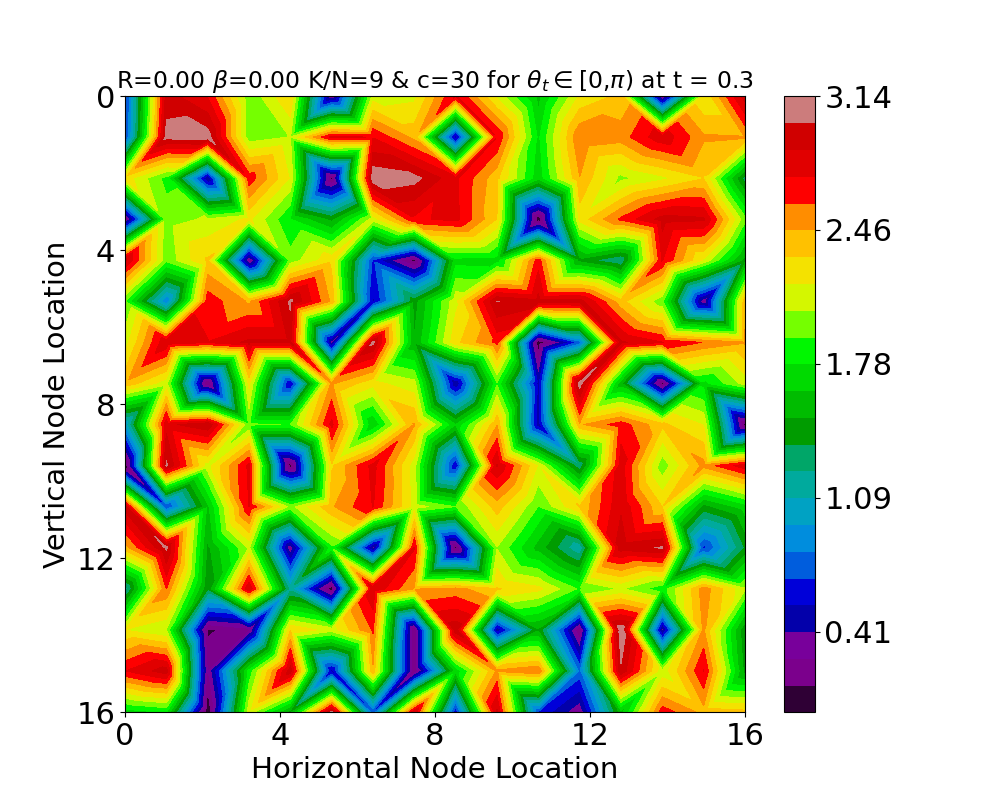 R=0.00 β=0.00 K/N=9 & c=30 for θₜ ∈ [0,π) at t = 0.3
0
4
8
12
16
Vertical Node Location
0 4 8 12 16
Horizontal Node Location
3.14
2.46
1.78
1.09
0.41